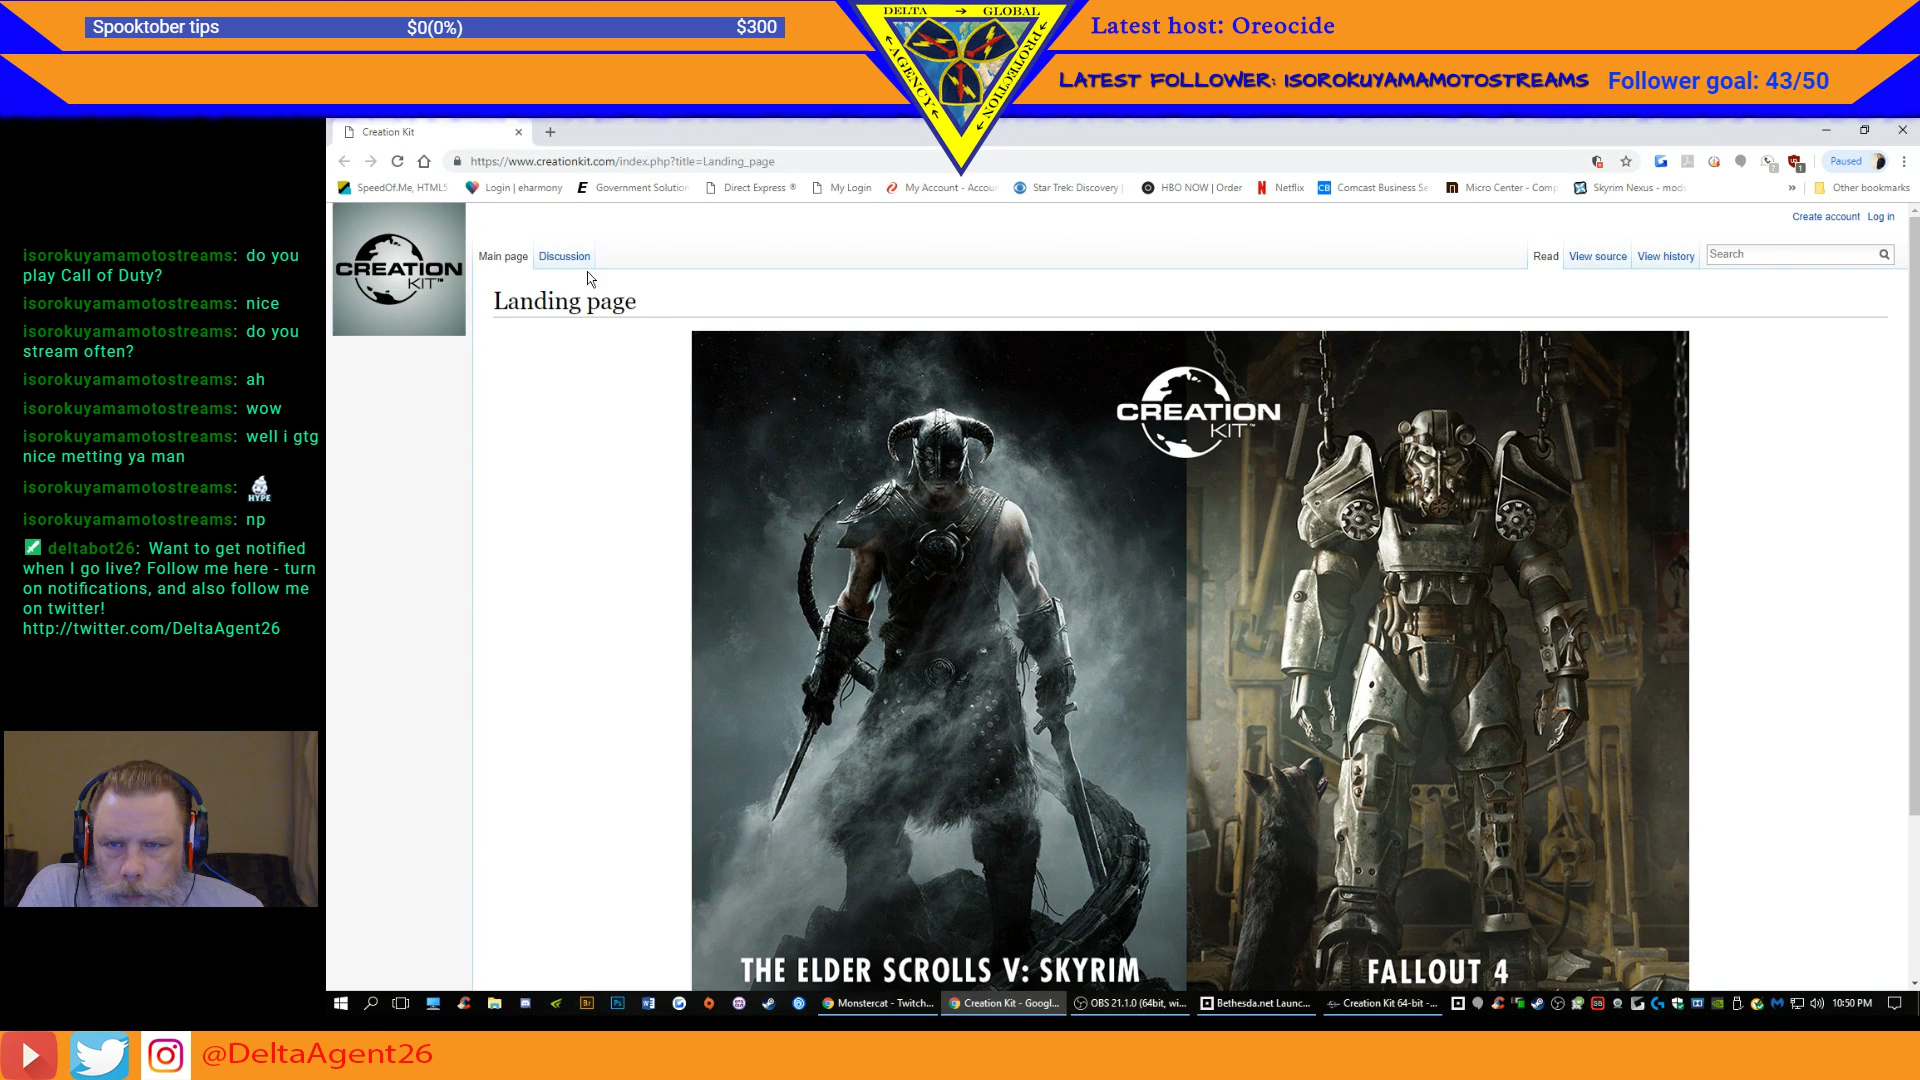 Spooktober tips $0(0%) $300
DELTA → GLOBAL
PROTECTION
AGENCY
Latest host: Oreocide
LATEST FOLLOWER: ISOROKUYAMAMOTOSTREAMS Follower goal: 43/50
Creation Kit
https://www.creationkit.com/index.php?title=Landing_page
Paused
SpeedOf.Me, HTML5
Login | eharmony
Government Solution
Direct Express ®
My Login
My Account - Accou
Star Trek: Discovery |
HBO NOW | Order
Netflix
Comcast Business Se
Micro Center - Comp
Skyrim Nexus - mods
» Other bookmarks
Create account Log in
CREATION
KIT™
Main page Discussion
Read View source View history Search
Landing page
CREATION
KIT™
THE ELDER SCROLLS V: SKYRIM
FALLOUT 4
isorokuyamamotostreams: do you
play Call of Duty?
isorokuyamamotostreams: nice
isorokuyamamotostreams: do you
stream often?
isorokuyamamotostreams: ah
isorokuyamamotostreams: wow
isorokuyamamotostreams: well i gtg
nice metting ya man
isorokuyamamotostreams: HYPE
isorokuyamamotostreams: np
deltabot26: Want to get notified
when I go live? Follow me here - turn
on notifications, and also follow me
on twitter!
http://twitter.com/DeltaAgent26
Monstercat - Twitch...
Creation Kit - Googl...
OBS 21.1.0 (64bit, wi...
Bethesda.net Launc...
Creation Kit 64-bit -...
10:50 PM
@DeltaAgent26